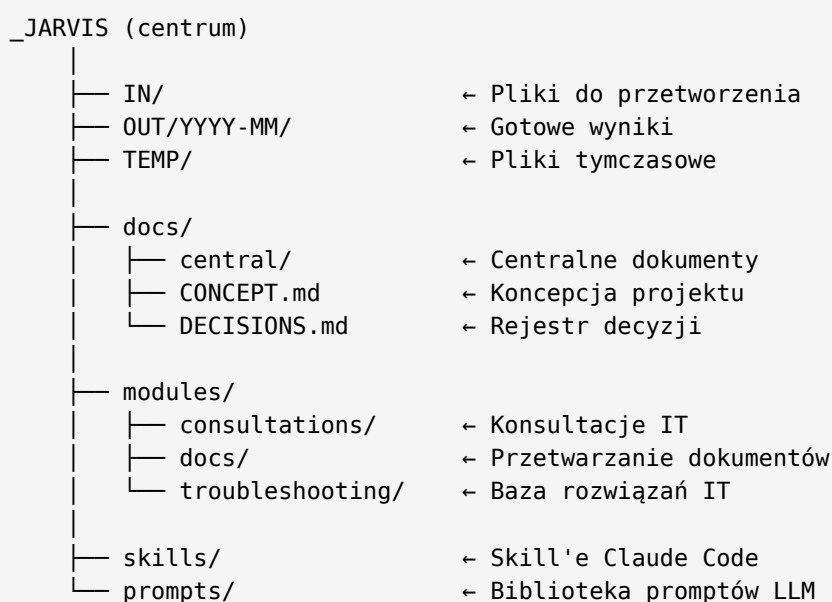 _JARVIS (centrum)
    │
    ├── IN/                    ← Pliki do przetworzenia
    ├── OUT/YYYY-MM/           ← Gotowe wyniki
    ├── TEMP/                  ← Pliki tymczasowe
    │
    ├── docs/
    │   ├── central/           ← Centralne dokumenty
    │   ├── CONCEPT.md         ← Koncepcja projektu
    │   └── DECISIONS.md       ← Rejestr decyzji
    │
    ├── modules/
    │   ├── consultations/     ← Konsultacje IT
    │   ├── docs/              ← Przetwarzanie dokumentów
    │   └── troubleshooting/   ← Baza rozwiązań IT
    │
    ├── skills/                ← Skill'e Claude Code
    └── prompts/               ← Biblioteka promptów LLM